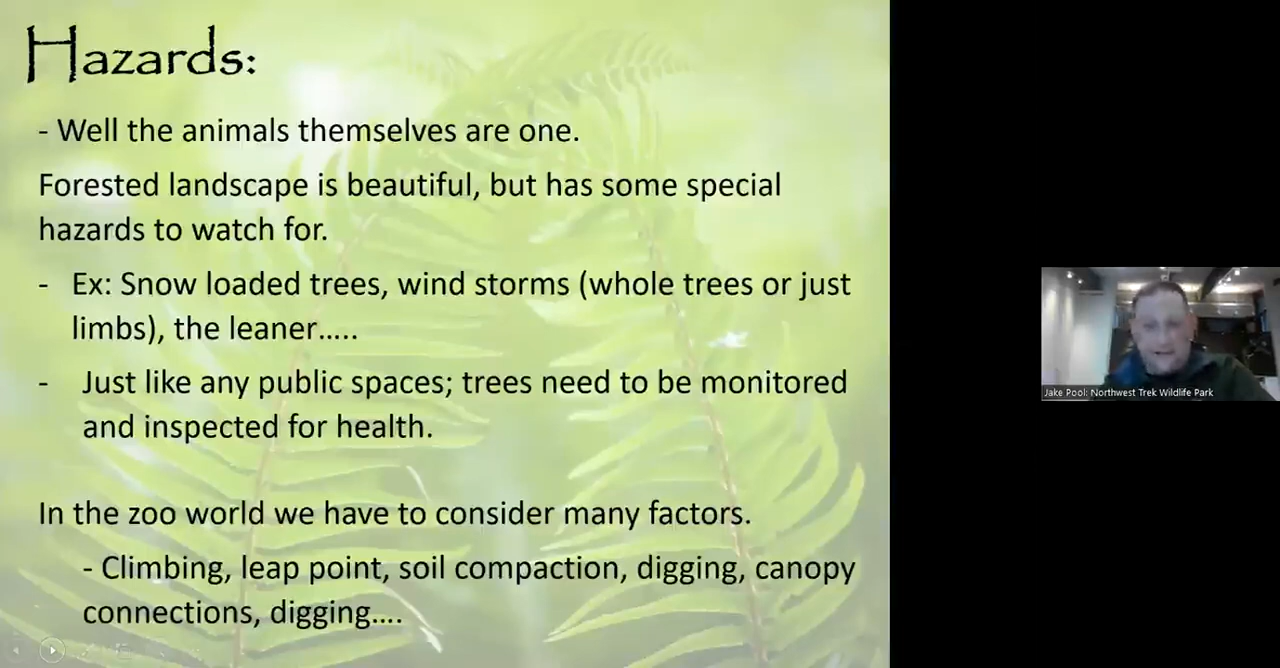 Hazards:
- Well the animals themselves are one.
Forested landscape is beautiful, but has some special
hazards to watch for.
- Ex: Snow loaded trees, wind storms (whole trees or just
limbs), the leaner…..
- Just like any public spaces; trees need to be monitored
and inspected for health.
In the zoo world we have to consider many factors.
- Climbing, leap point, soil compaction, digging, canopy
connections, digging….
Jake Pool: Northwest Trek Wildlife Park